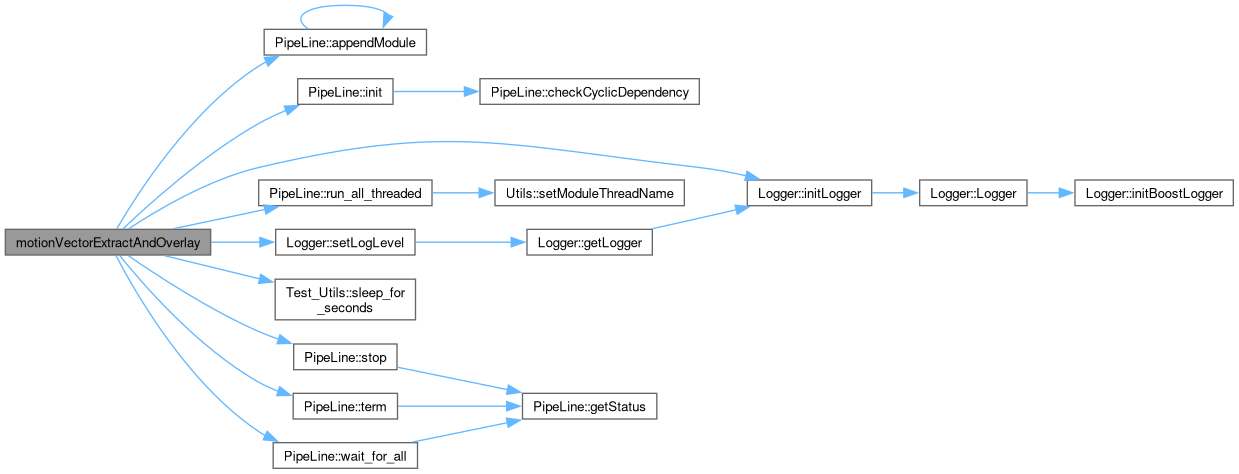 PipeLine::appendModule
PipeLine::init
PipeLine::checkCyclicDependency
PipeLine::run_all_threaded
Utils::setModuleThreadName
Logger::initLogger
Logger::Logger
Logger::initBoostLogger
motionVectorExtractAndOverlay
Logger::setLogLevel
Logger::getLogger
Test_Utils::sleep_for
_seconds
PipeLine::stop
PipeLine::term
PipeLine::getStatus
PipeLine::wait_for_all